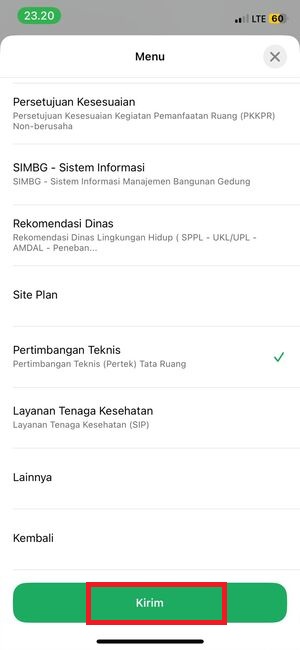 23.20
LTE 60
Menu
Persetujuan Kesesuaian
Persetujuan Kesesuaian Kegiatan Pemanfaatan Ruang (PKKPR)
Non-berusaha
SIMBG - Sistem Informasi
SIMBG - Sistem Informasi Manajemen Bangunan Gedung
Rekomendasi Dinas
Rekomendasi Dinas Lingkungan Hidup ( SPPL - UKL/UPL -
AMDAL - Peneban...
Site Plan
Pertimbangan Teknis
Pertimbangan Teknis (Pertek) Tata Ruang
Layanan Tenaga Kesehatan
Layanan Tenaga Kesehatan (SIP)
Lainnya
Kembali
Kirim